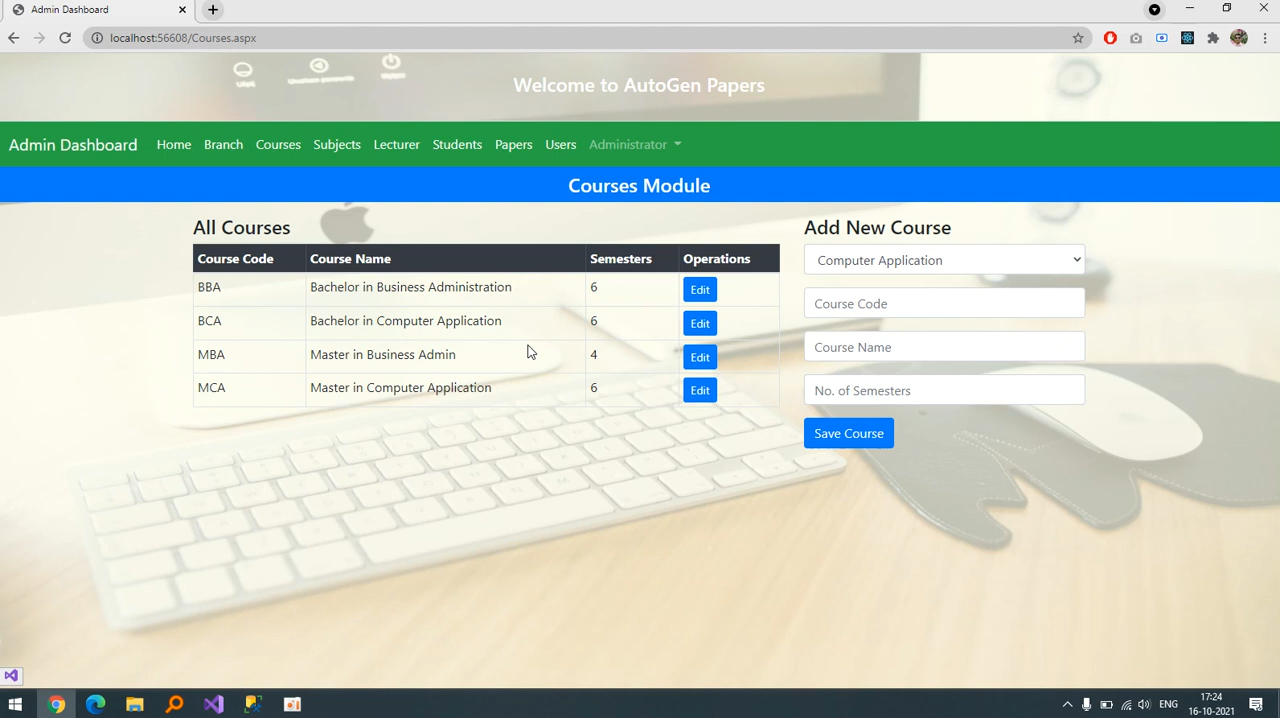 Admin Dashboard
localhost:56608/Courses.aspx
Welcome to AutoGen Papers
Admin Dashboard Home Branch Courses Subjects Lecturer Students Papers Users Administrator
Courses Module
All Courses
Course Code Course Name Semesters Operations
BBA Bachelor in Business Administration 6 Edit
BCA Bachelor in Computer Application 6 Edit
MBA Master in Business Admin 4 Edit
MCA Master in Computer Application 6 Edit
Add New Course
Computer Application
Course Code
Course Name
No. of Semesters
Save Course
ENG
17:24
16-10-2021